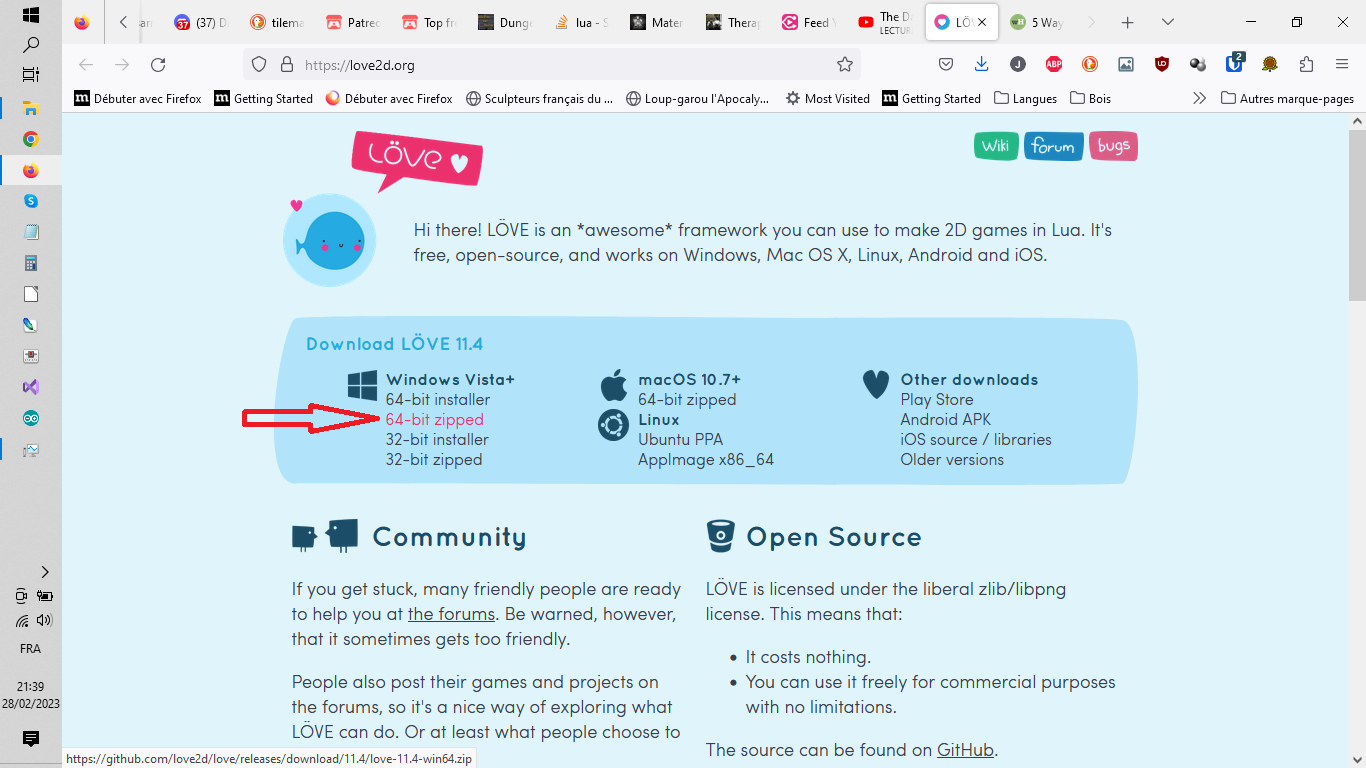 (37) D
tilema
Patrec
Top fre
Dunge
lua - S
Mater
Therap
Feed Y
The D
LECTUR
LÖV
5 Way
https://love2d.org
J
ABP
2
Débuter avec Firefox
Getting Started
Débuter avec Firefox
Sculpteurs français du ...
Loup-garou l'Apocaly...
Most Visited
Getting Started
Langues
Bois
Autres marque-pages
LÖVE
Wiki
forum
bugs
Hi there! LÖVE is an *awesome* framework you can use to make 2D games in Lua. It's
free, open-source, and works on Windows, Mac OS X, Linux, Android and iOS.
Download LÖVE 11.4
Windows Vista+
64-bit installer
64-bit zipped
32-bit installer
32-bit zipped
macOS 10.7+
64-bit zipped
Linux
Ubuntu PPA
AppImage x86_64
Other downloads
Play Store
Android APK
iOS source / libraries
Older versions
Community
If you get stuck, many friendly people are ready
to help you at the forums. Be warned, however,
that it sometimes gets too friendly.
People also post their games and projects on
the forums, so it's a nice way of exploring what
LÖVE can do. Or at least what people choose to
Open Source
LÖVE is licensed under the liberal zlib/libpng
license. This means that:
• It costs nothing.
• You can use it freely for commercial purposes
with no limitations.
The source can be found on GitHub.
FRA
21:39
28/02/2023
https://github.com/love2d/love/releases/download/11.4/love-11.4-win64.zip